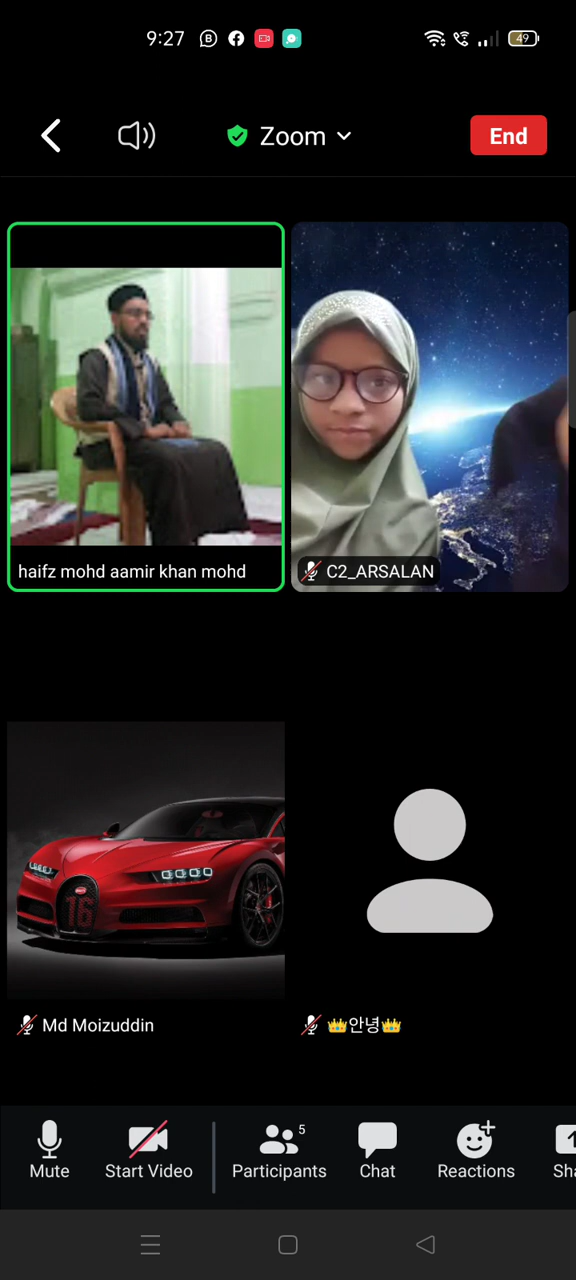 9:27
B
49
Zoom
End
haifz mohd aamir khan mohd
C2_ARSALAN
16
Md Moizuddin
👑안녕👑
5
Mute
Start Video
Participants
Chat
Reactions
Sha